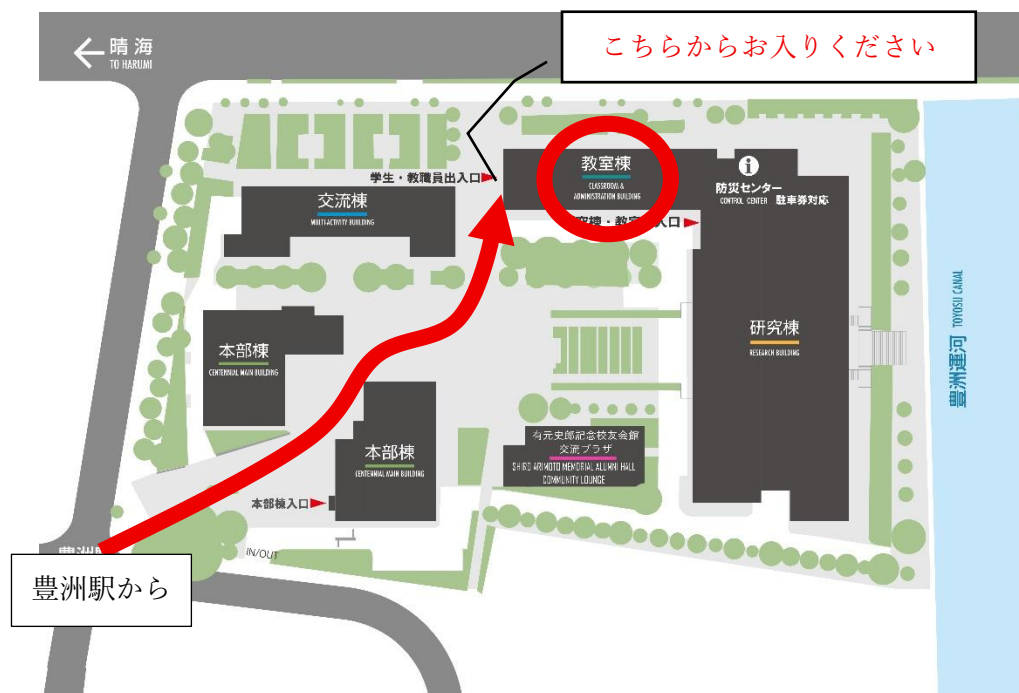 こちらからお入りください
晴海
TO HARUMI
教室棟
CLASSROOM &
ADMINISTRATION BUILDING
学生・教職員出入口
防災センター
CONTROL CENTER 駐車券対応
交流棟
MULTI-ACTIVITY BUILDING
豊洲運河 TOYOSU CANAL
研究棟
RESEARCH BUILDING
本部棟
CENTENNIAL MAIN BUILDING
本部棟
CENTENNIAL MAIN BUILDING
有元史郎記念校友会館
交流プラザ
SHIRO ARIMOTO MEMORIAL ALUMNI HALL
COMMUNITY LOUNGE
本部棟入口
IN/OUT
豊洲駅から